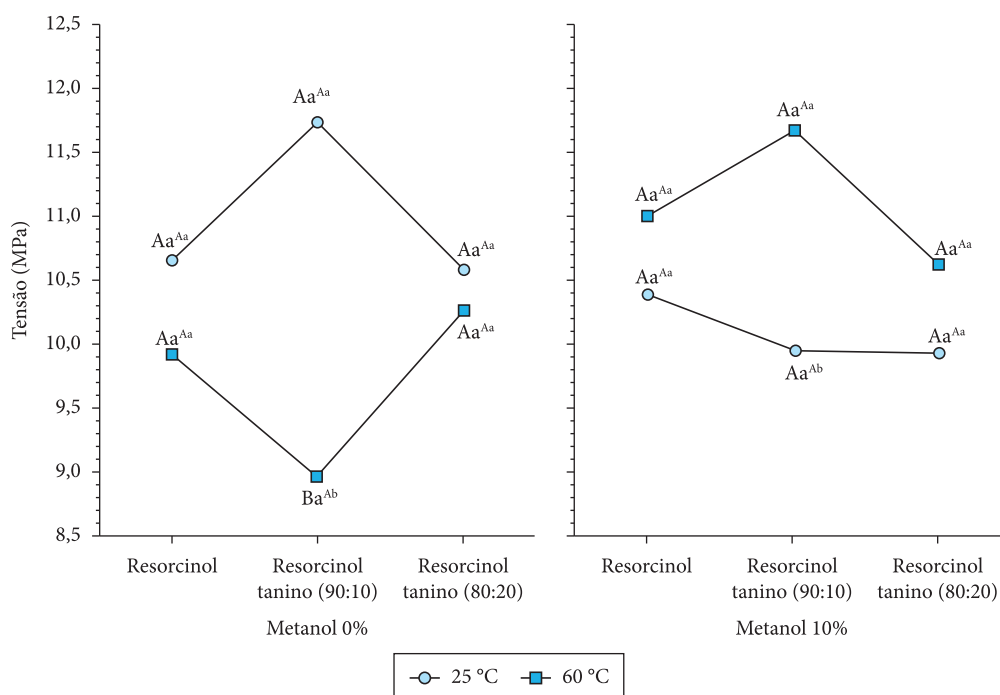 Tensão (MPa)
12,5
12,0
11,5
11,0
10,5
10,0
9,5
9,0
8,5
Aa^Aa
Aa^Aa
Aa^Aa
Aa^Aa
Ba^Ab
Aa^Aa
Resorcinol
Resorcinol
tanino (90:10)
Resorcinol
tanino (80:20)
Metanol 0%
Aa^Aa
Aa^Aa
Aa^Aa
Aa^Aa
Aa^Ab
Aa^Aa
Resorcinol
Resorcinol
tanino (90:10)
Resorcinol
tanino (80:20)
Metanol 10%
25 °C
60 °C